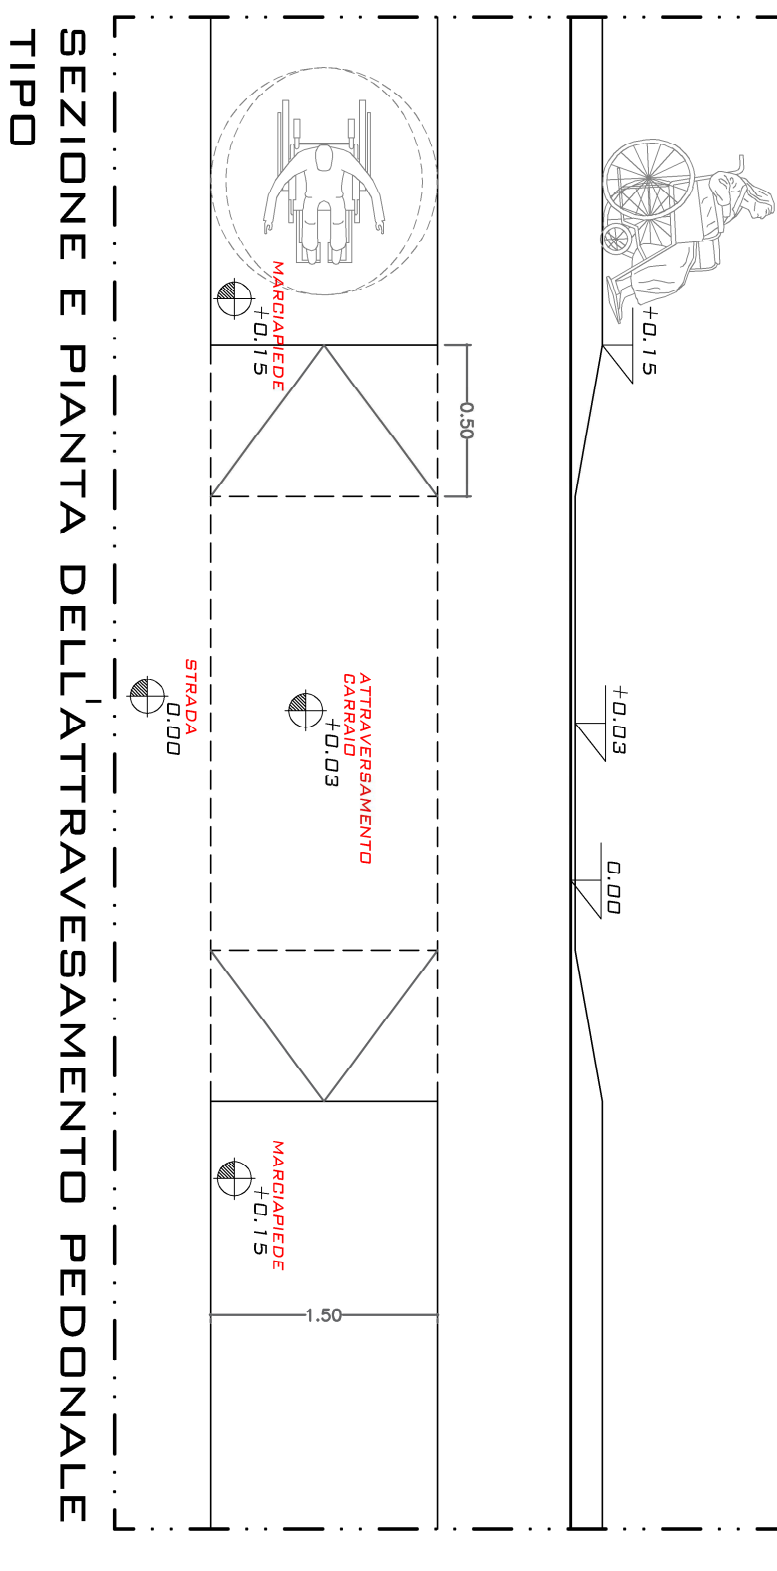 +0.15
+0.03
0.00
0.50
MARCIAPIEDE
+0.15
ATTRAVERSAMENTO
CARRAIO
+0.03
STRADA
0.00
MARCIAPIEDE
+0.15
1.50
SEZIONE E PIANTA DELL'ATTRAVESAMENTO PEDONALE
TIPO